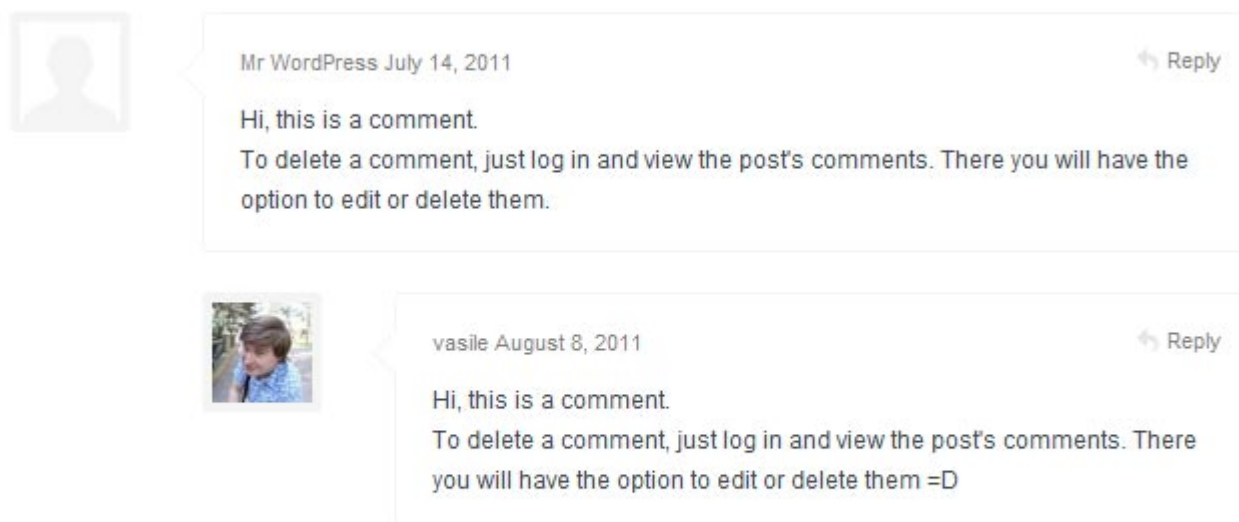 Mr WordPress July 14, 2011
Reply
Hi, this is a comment.
To delete a comment, just log in and view the post's comments. There you will have the
option to edit or delete them.
vasile August 8, 2011
Reply
Hi, this is a comment.
To delete a comment, just log in and view the post's comments. There
you will have the option to edit or delete them =D